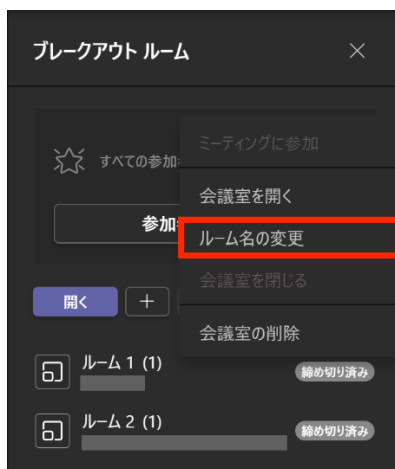 ブレークアウト ルーム
ミーティングに参加
すべての参加
会議室を開く
参加
ルーム名の変更
会議室を閉じる
開く
会議室の削除
ルーム 1 (1)
締め切り済み
ルーム 2 (1)
締め切り済み